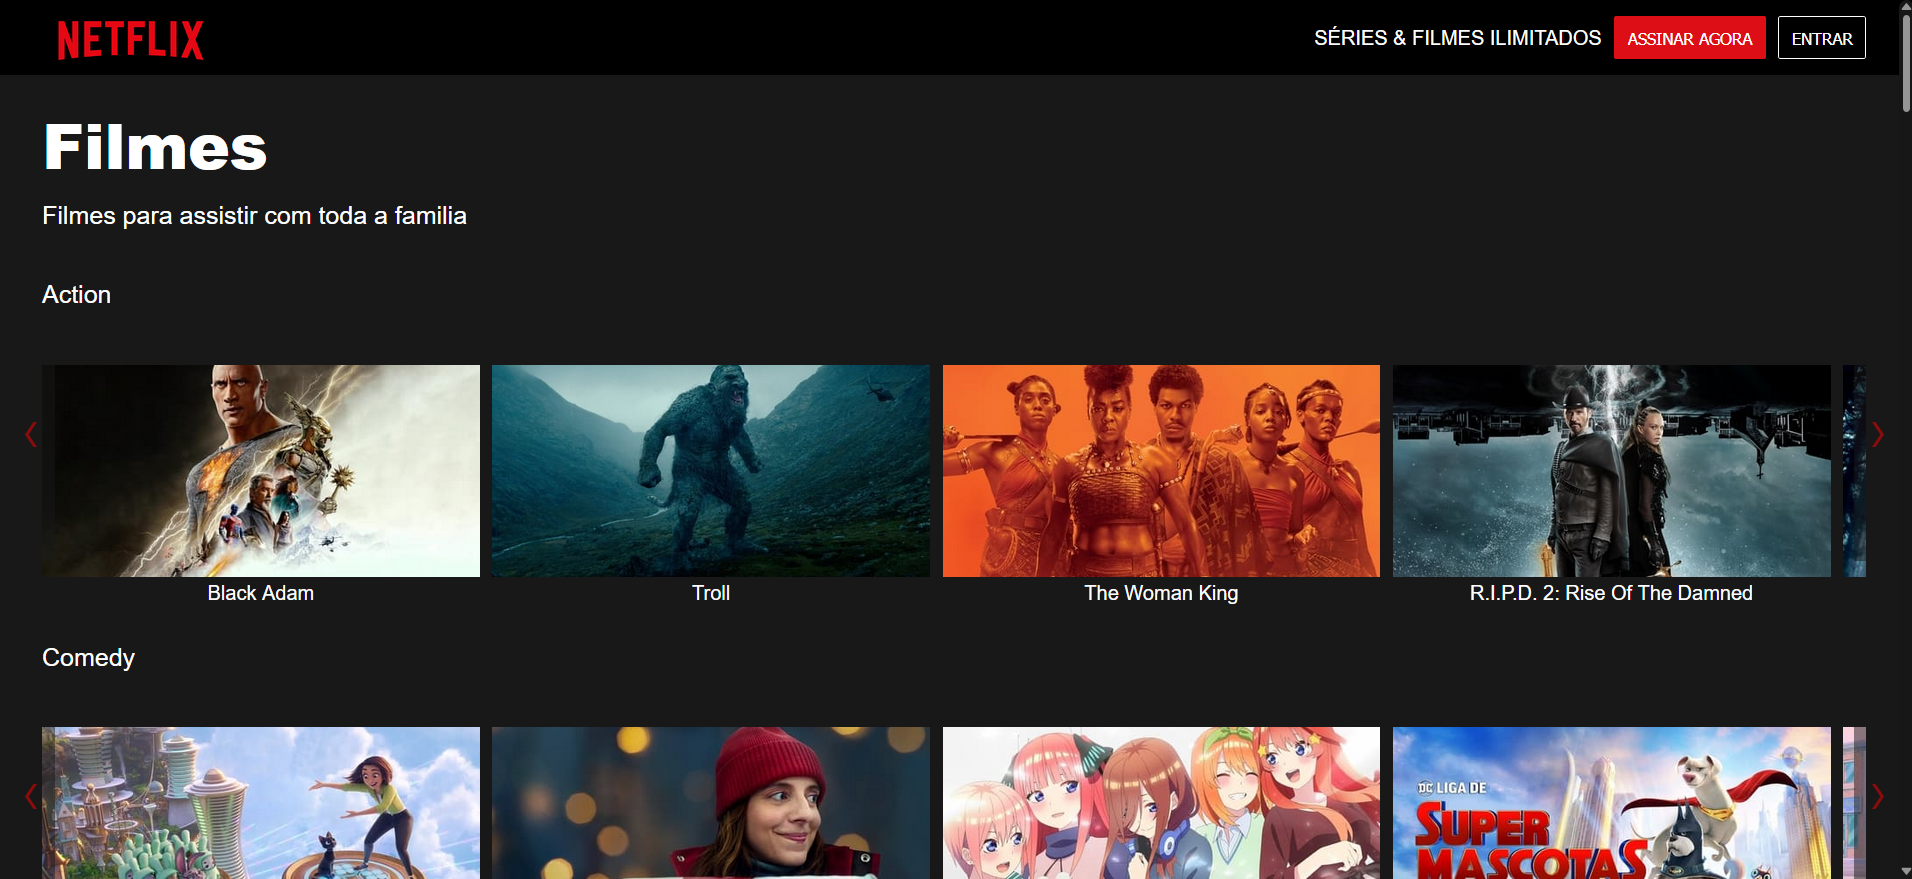 NETFLIX
SÉRIES & FILMES ILIMITADOS
ASSINAR AGORA
ENTRAR
Filmes
Filmes para assistir com toda a familia
Action
Black Adam
Troll
The Woman King
R.I.P.D. 2: Rise Of The Damned
Comedy
DC LIGA DE
SUPER
MASCOTAS